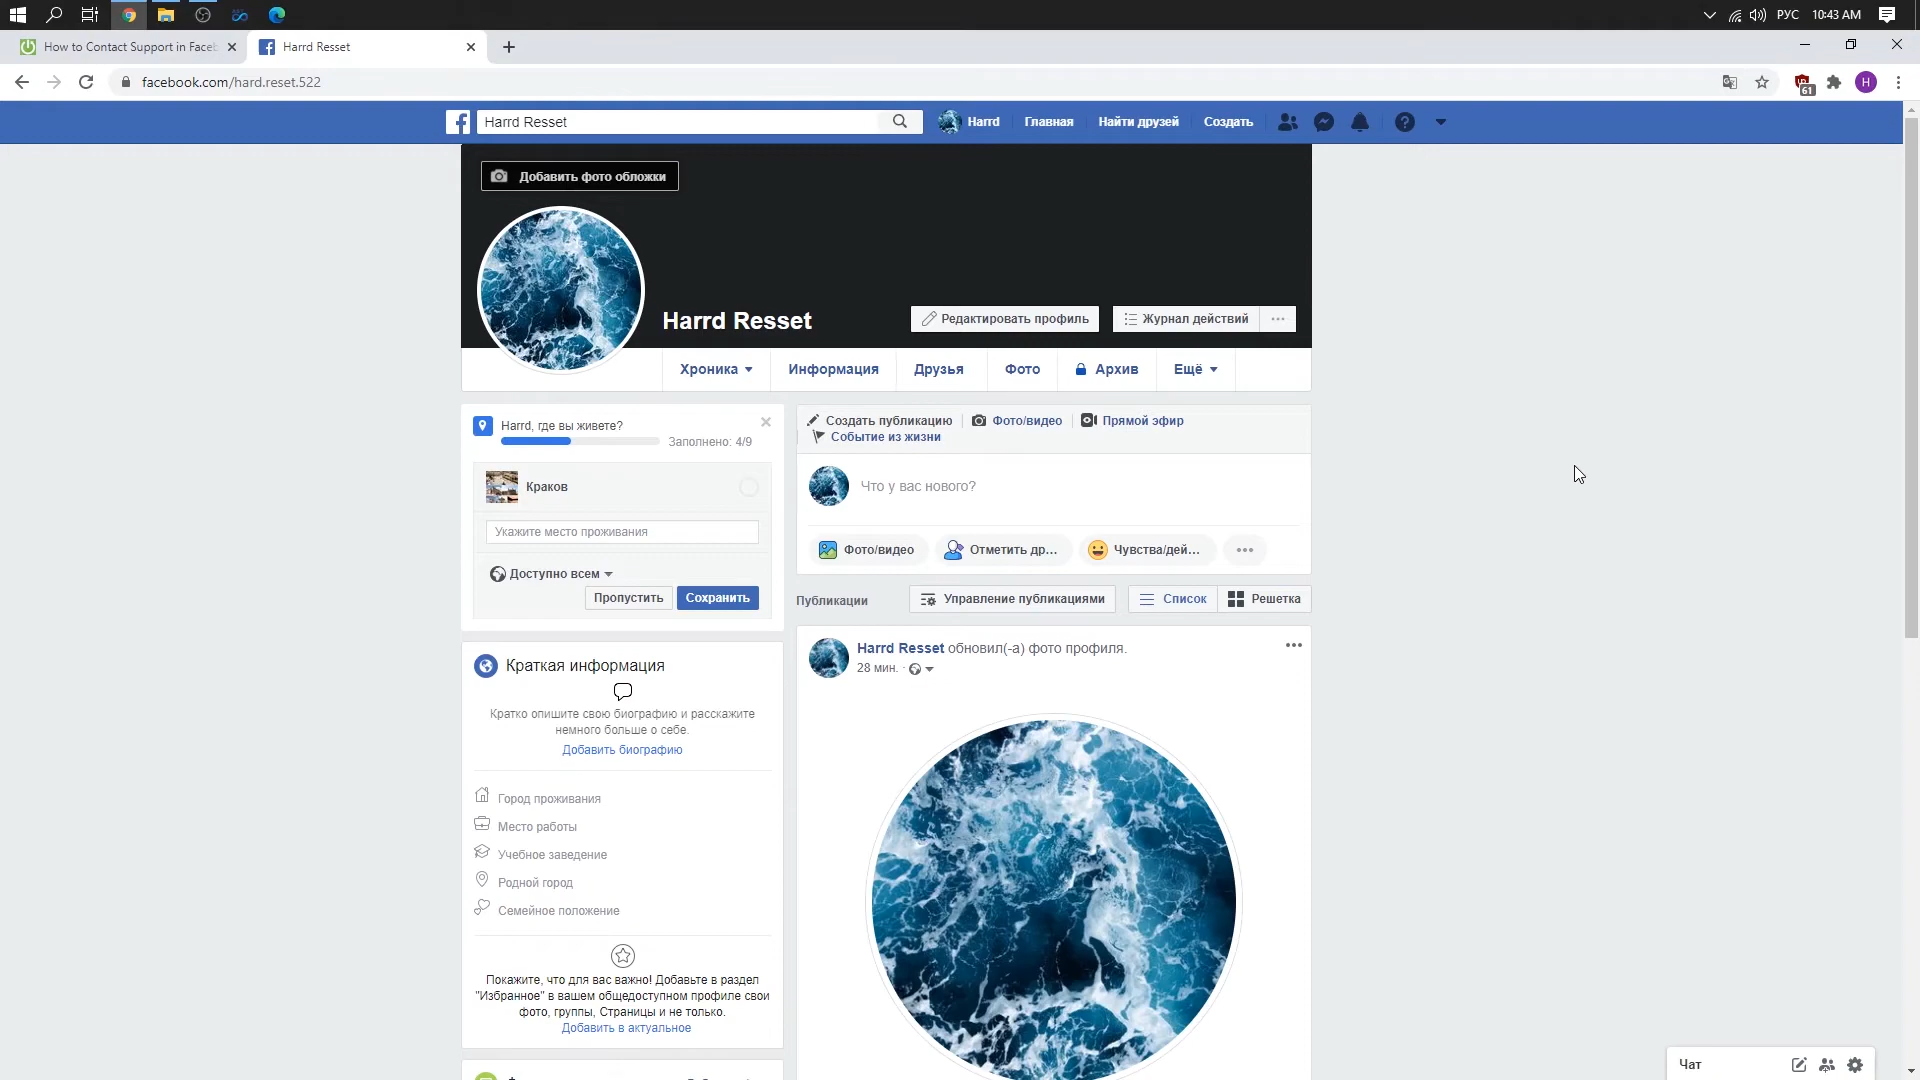 РУС
10:43 AM
How to Contact Support in Faceb
Harrd Resset
facebook.com/hard.reset.522
61
H
Harrd Resset
Harrd
Главная
Найти друзей
Создать
Добавить фото обложки
Harrd Resset
Редактировать профиль
Журнал действий
Хроника
Информация
Друзья
Фото
Архив
Ещё
Harrd, где вы живете?
Заполнено: 4/9
Краков
Укажите место проживания
Доступно всем
Пропустить
Сохранить
Создать публикацию
Фото/видео
Прямой эфир
Событие из жизни
Что у вас нового?
Фото/видео
Отметить др...
Чувства/дей...
Публикации
Управление публикациями
Список
Решетка
Harrd Resset обновил(-а) фото профиля.
28 мин.
Краткая информация
Кратко опишите свою биографию и расскажите
немного больше о себе.
Добавить биографию
Город проживания
Место работы
Учебное заведение
Родной город
Семейное положение
Покажите, что для вас важно! Добавьте в раздел
"Избранное" в вашем общедоступном профиле свои
фото, группы, Страницы и не только.
Добавить в актуальное
Чат